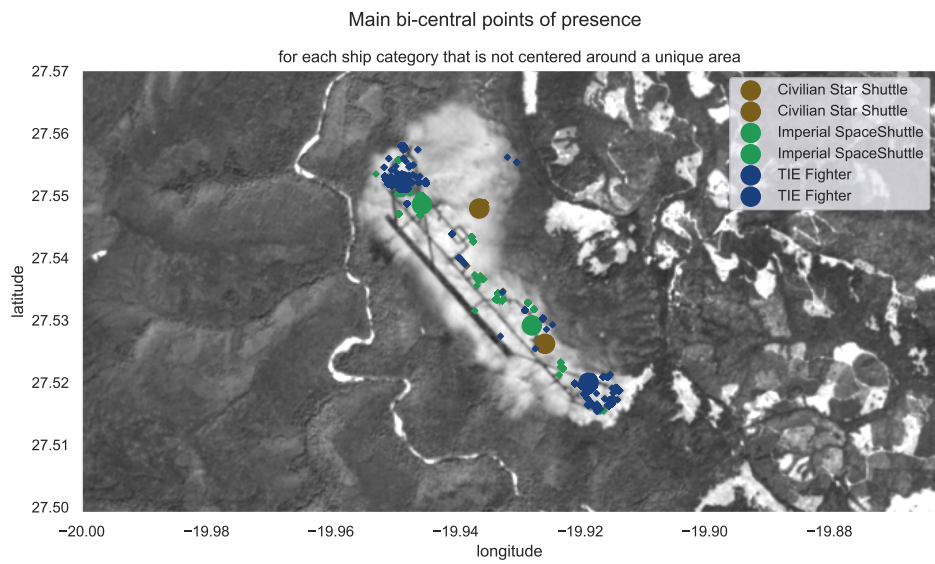 Main bi-central points of presence
for each ship category that is not centered around a unique area
27.57
27.56
27.55
27.54
27.53
27.52
27.51
27.50
latitude
Civilian Star Shuttle
Civilian Star Shuttle
Imperial SpaceShuttle
Imperial SpaceShuttle
TIE Fighter
TIE Fighter
−20.00 −19.98 −19.96 −19.94 −19.92 −19.90 −19.88
longitude